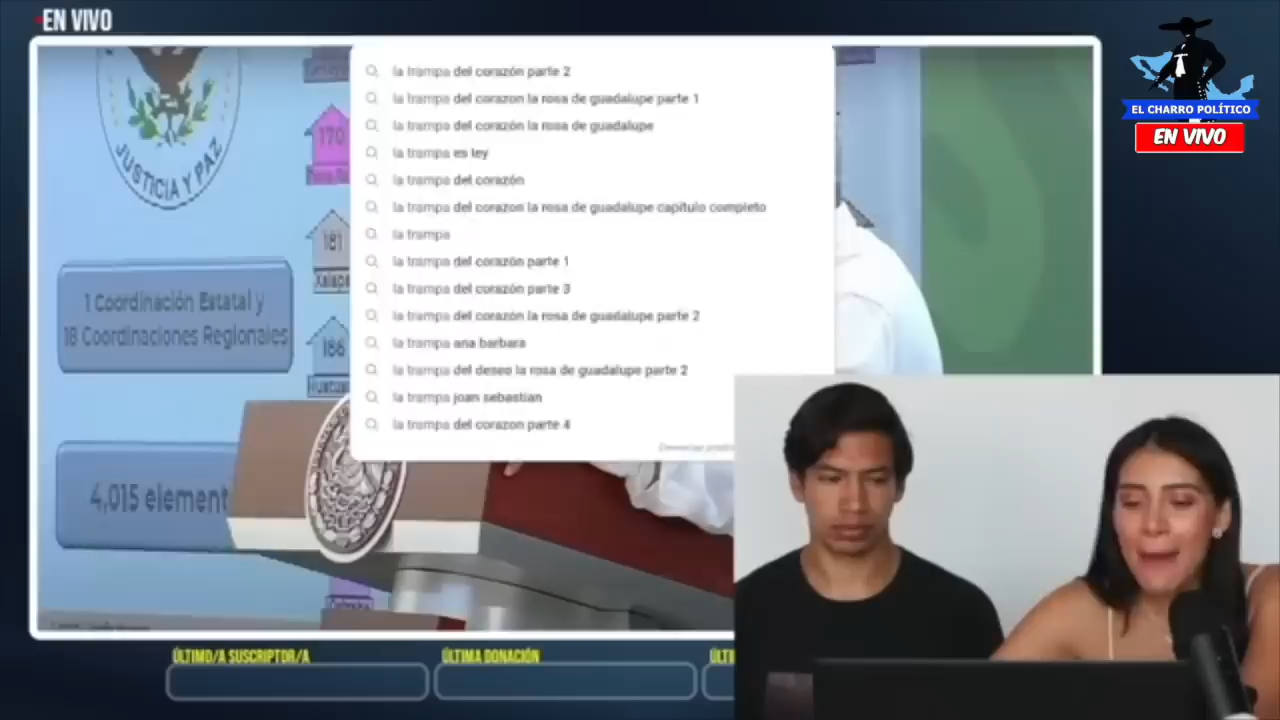 EN VIVO
EL CHARRO POLÍTICO
EN VIVO
JUSTICIA Y PAZ
170
181
Xalapa
186
1 Coordinación Estatal y
18 Coordinaciones Regionales
4,015 element
la trampa del corazón parte 2
la trampa del corazon la rosa de guadalupe parte 1
la trampa del corazón la rosa de guadalupe
la trampa es ley
la trampa del corazón
la trampa del corazon la rosa de guadalupe capítulo completo
la trampa
la trampa del corazón parte 1
la trampa del corazón parte 3
la trampa del corazón la rosa de guadalupe parte 2
la trampa ana barbara
la trampa del deseo la rosa de guadalupe parte 2
la trampa joan sebastian
la trampa del corazon parte 4
ÚLTIMO/A SUSCRIPTOR/A
ÚLTIMA DONACIÓN
ÚLTI